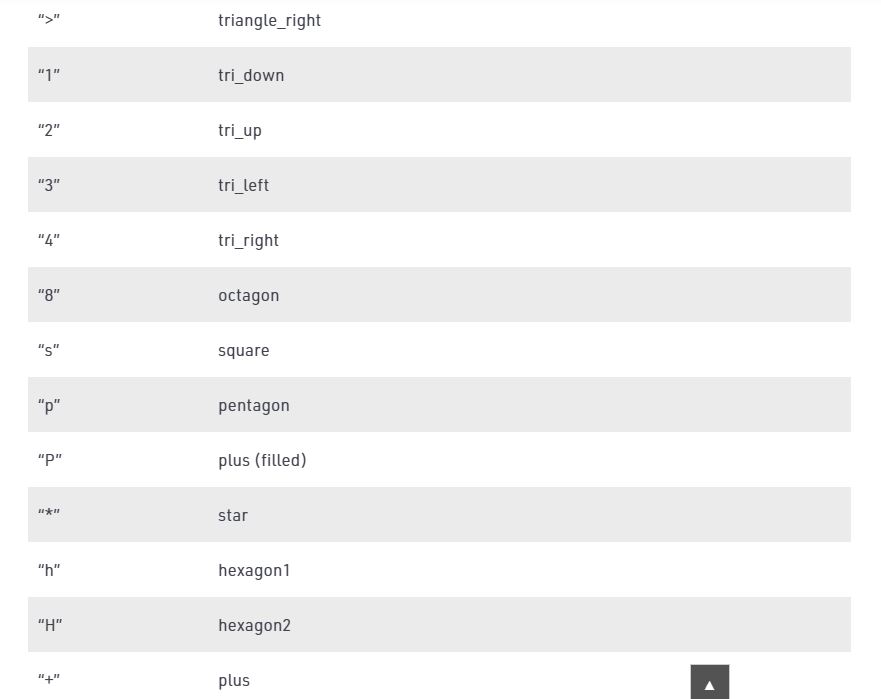 “>” triangle_right
“1” tri_down
“2” tri_up
“3” tri_left
“4” tri_right
“8” octagon
“s” square
“p” pentagon
“P” plus (filled)
“*” star
“h” hexagon1
“H” hexagon2
“+” plus